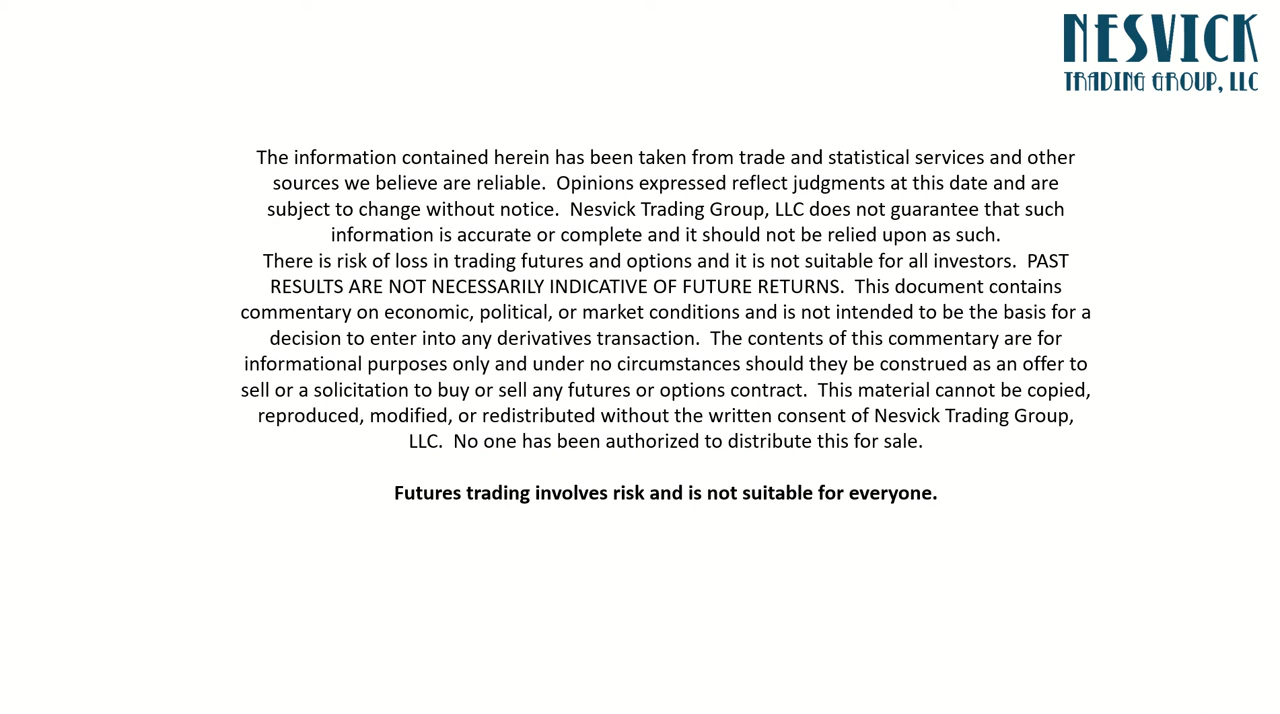 NESVICK
TRADING GROUP, LLC
The information contained herein has been taken from trade and statistical services and other
sources we believe are reliable.  Opinions expressed reflect judgments at this date and are
subject to change without notice.  Nesvick Trading Group, LLC does not guarantee that such
information is accurate or complete and it should not be relied upon as such.
There is risk of loss in trading futures and options and it is not suitable for all investors.  PAST
RESULTS ARE NOT NECESSARILY INDICATIVE OF FUTURE RETURNS.  This document contains
commentary on economic, political, or market conditions and is not intended to be the basis for a
decision to enter into any derivatives transaction.  The contents of this commentary are for
informational purposes only and under no circumstances should they be construed as an offer to
sell or a solicitation to buy or sell any futures or options contract.  This material cannot be copied,
reproduced, modified, or redistributed without the written consent of Nesvick Trading Group,
LLC.  No one has been authorized to distribute this for sale.
Futures trading involves risk and is not suitable for everyone.